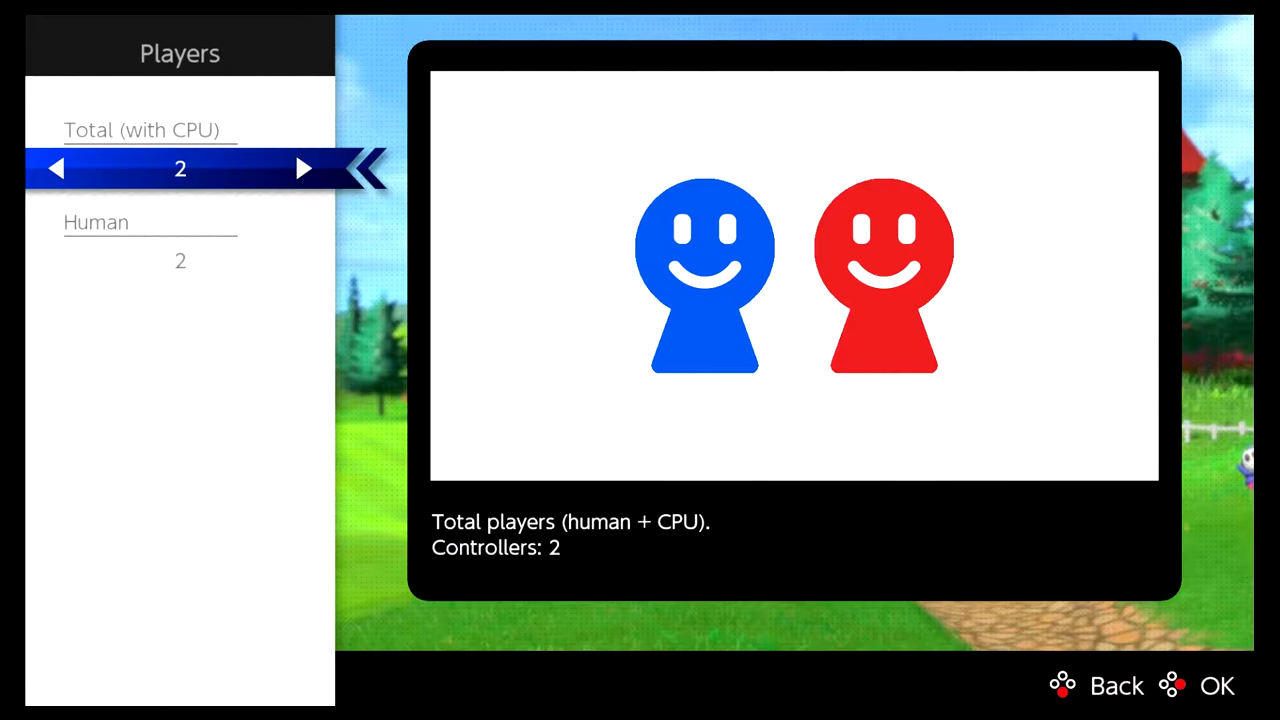 Players
Total (with CPU)
2
Human
2
Total players (human + CPU).
Controllers: 2
Back OK